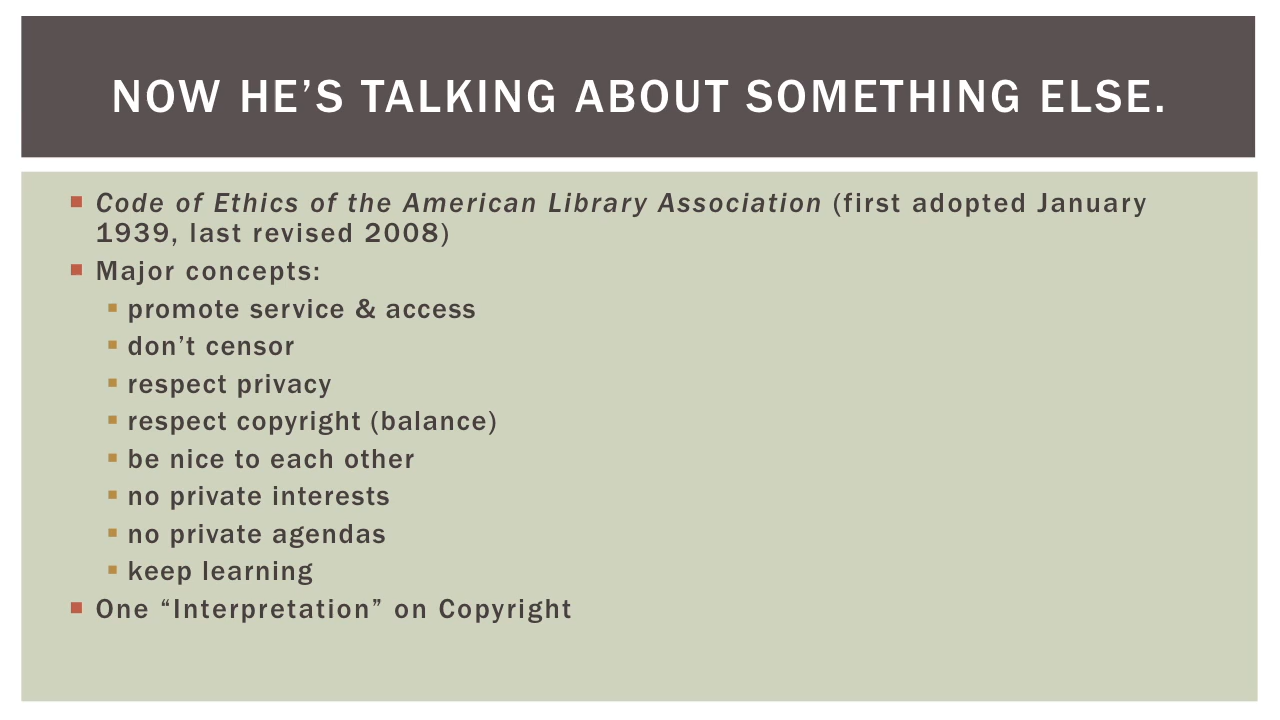 NOW HE’S TALKING ABOUT SOMETHING ELSE.
Code of Ethics of the American Library Association (first adopted January
1939, last revised 2008)
Major concepts:
promote service & access
don’t censor
respect privacy
respect copyright (balance)
be nice to each other
no private interests
no private agendas
keep learning
One “Interpretation” on Copyright